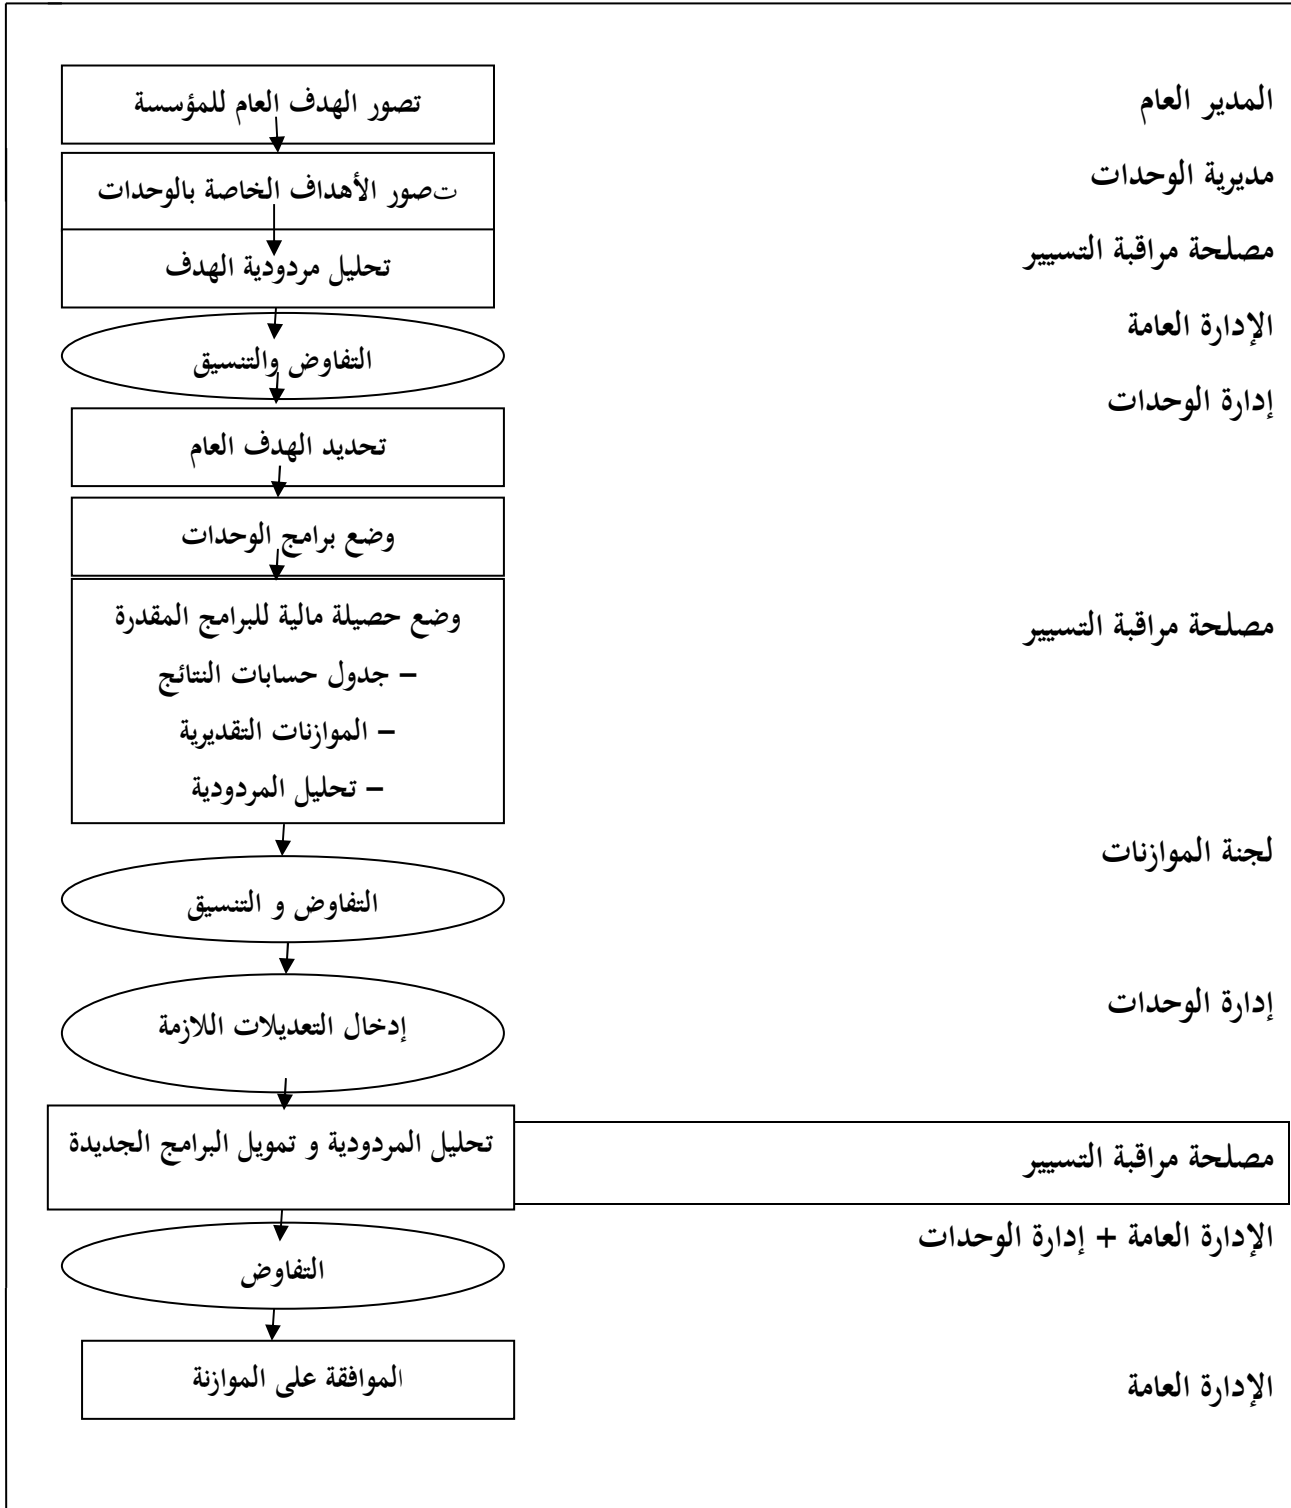 المدير العام
تصور الهدف العام للمؤسسة
مديرية الوحدات
تصور الأهداف الخاصة بالوحدات
مصلحة مراقبة التسيير
تحليل مردودية الهدف
الإدارة العامة
التفاوض والتنسيق
إدارة الوحدات
تحديد الهدف العام
وضع برامج الوحدات
مصلحة مراقبة التسيير
وضع حصيلة مالية للبرامج المقدرة
– جدول حسابات النتائج
– الموازنات التقديرية
– تحليل المردودية
لجنة الموازنات
التفاوض و التنسيق
إدارة الوحدات
إدخال التعديلات اللازمة
مصلحة مراقبة التسيير
تحليل المردودية و تمويل البرامج الجديدة
الإدارة العامة + إدارة الوحدات
التفاوض
الإدارة العامة
الموافقة على الموازنة